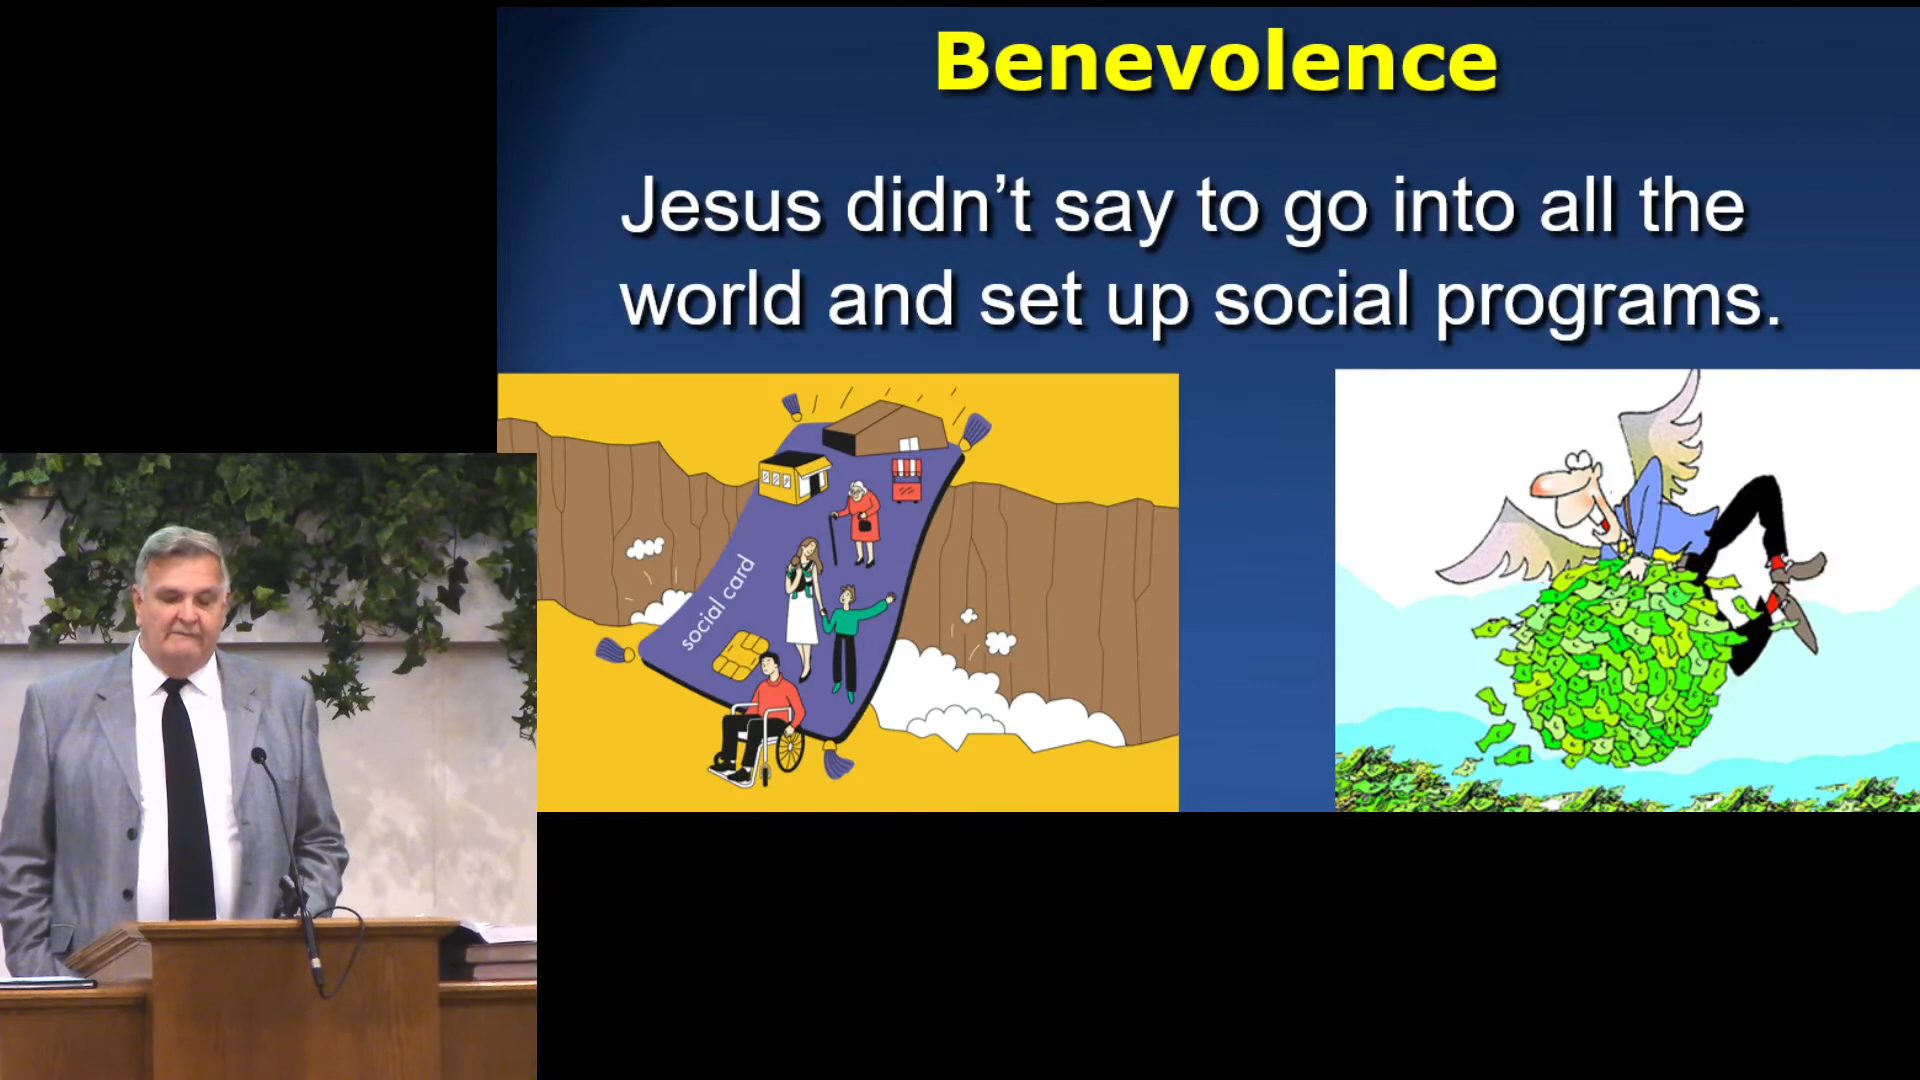 Benevolence
Jesus didn’t say to go into all the
world and set up social programs.
social card